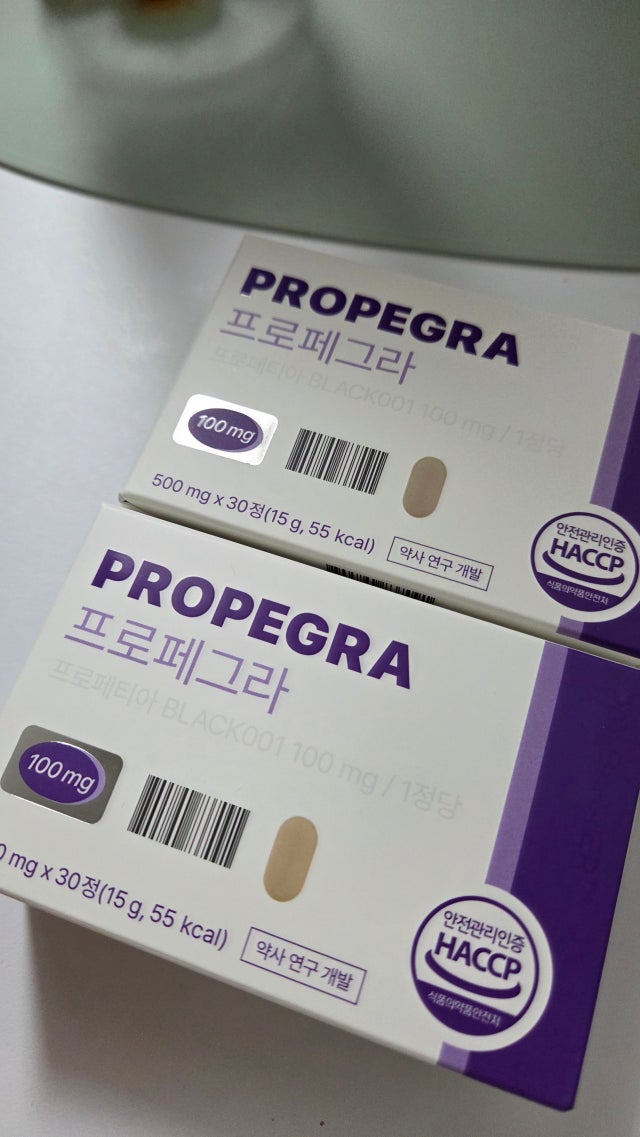 PROPEGRA
프로페그라
프로페티아 BLACK001 100 mg / 1정당
100 mg
500 mg x 30정(15 g, 55 kcal)
약사 연구 개발
안전관리인증
HACCP
식품의약품안전처
PROPEGRA
프로페그라
프로페티아 BLACK001 100 mg / 1정당
100 mg
0 mg x 30정(15 g, 55 kcal)
약사 연구 개발
안전관리인증
HACCP
식품의약품안전처